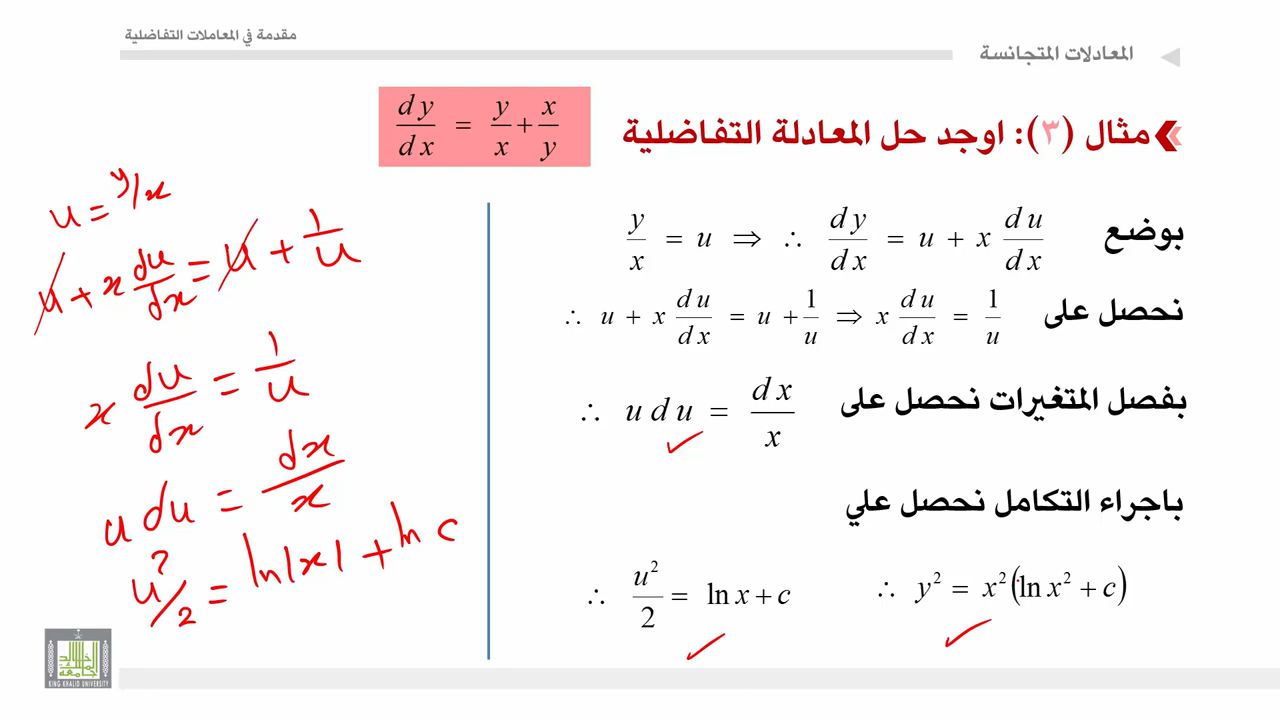 مقدمة في المعاملات التفاضلية
المعادلات المتجانسة
مثال (٣): اوجد حل المعادلة التفاضلية dy/dx = y/x + x/y
بوضع y/x = u ⇒ ∴ dy/dx = u + x du/dx
نحصل على ∴ u + x du/dx = u + 1/u ⇒ x du/dx = 1/u
بفصل المتغيرات نحصل على ∴ u du = dx/x
باجراء التكامل نحصل علي
∴ u²/2 = ln x + c ∴ y² = x²(ln x² + c)
u = y/x
u + x du/dx = u + 1/u
x du/dx = 1/u
u du = dx/x
u²/2 = ln|x| + ln c
جامعة الملك خالد
KING KHALID UNIVERSITY